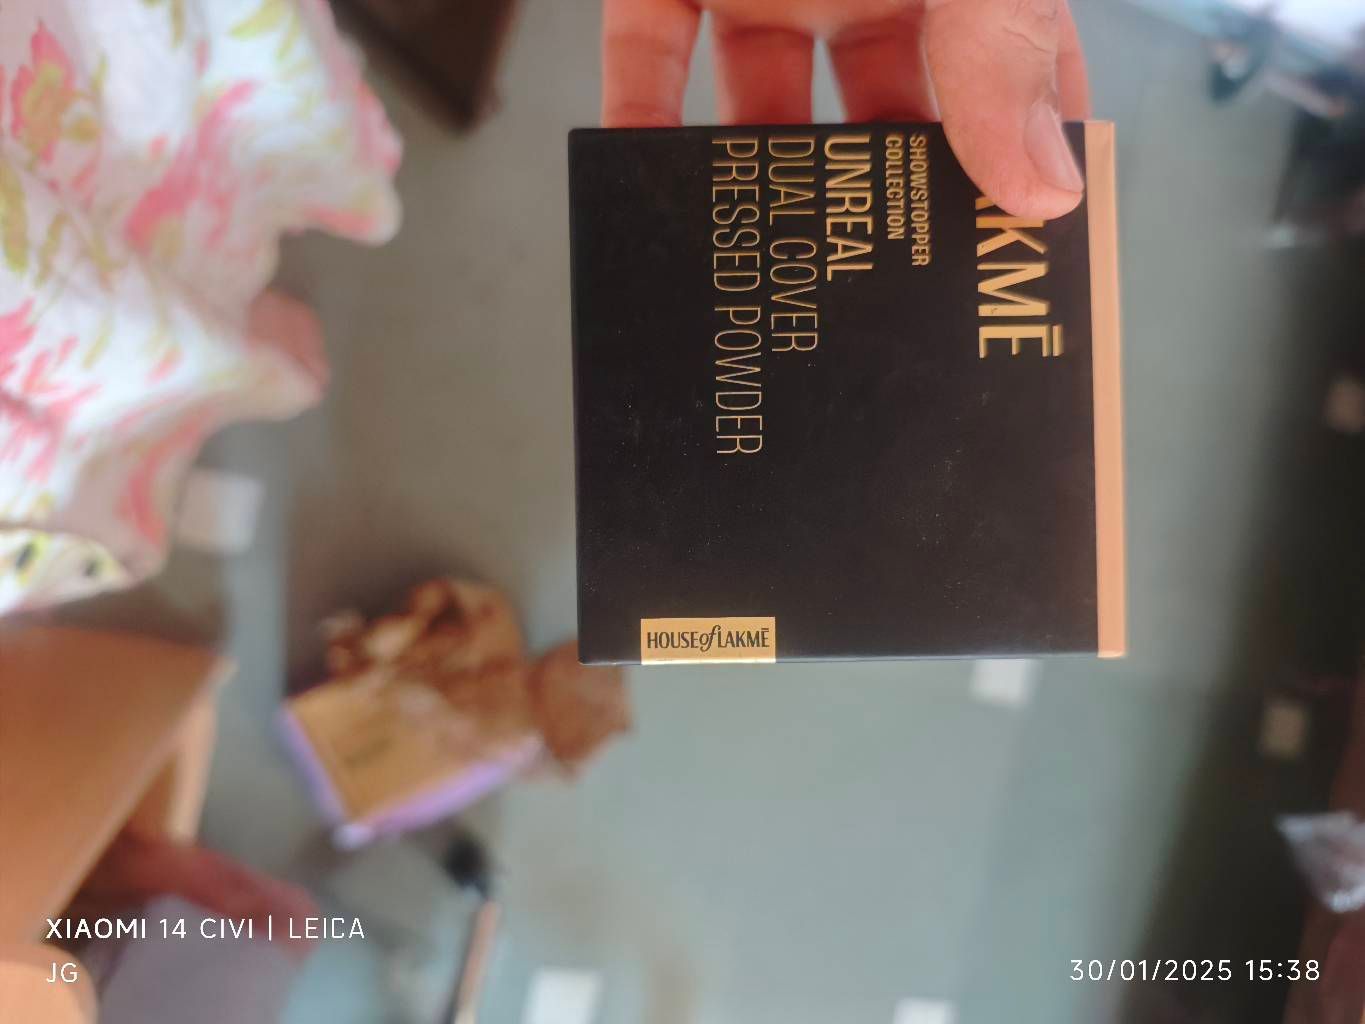 KMĒ
SHOWSTOPPER
COLLECTION
UNREAL
DUAL COVER
PRESSED POWDER
HOUSE of LAKMĒ
XIAOMI 14 CIVI | LEICA
JG
30/01/2025 15:38